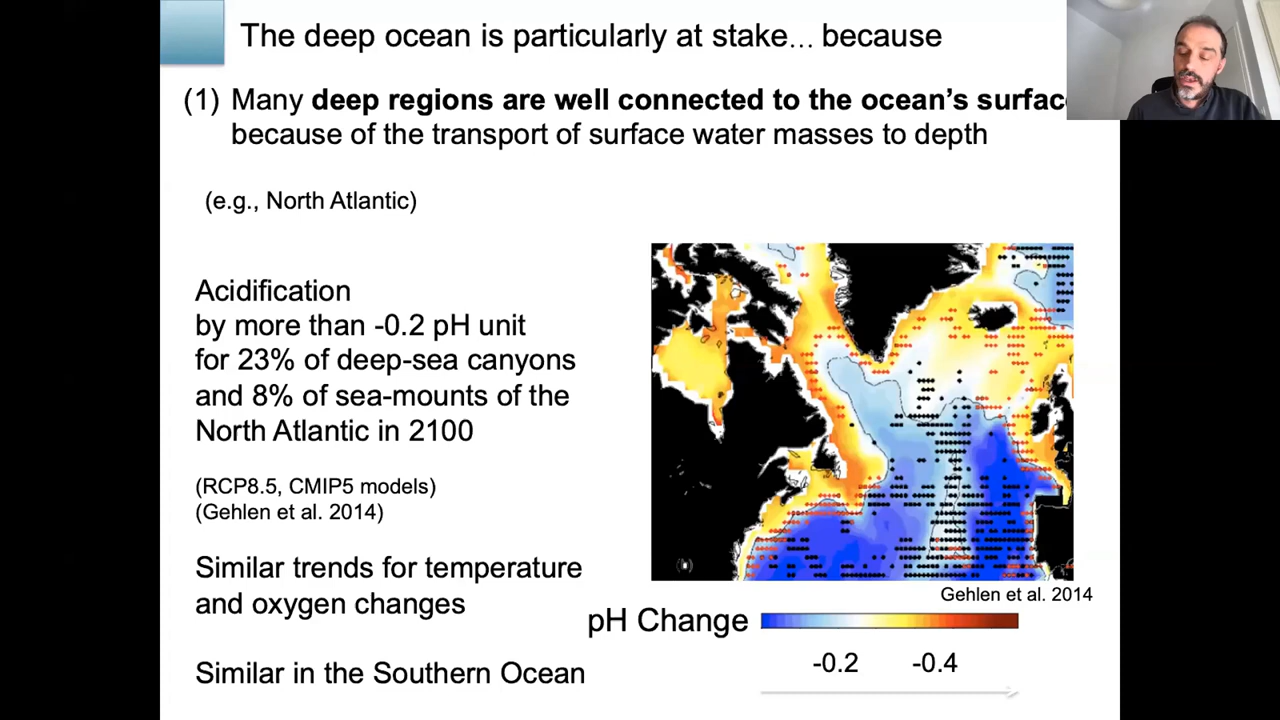 The deep ocean is particularly at stake... because
(1) Many deep regions are well connected to the ocean's surfac
because of the transport of surface water masses to depth
(e.g., North Atlantic)
Acidification
by more than -0.2 pH unit
for 23% of deep-sea canyons
and 8% of sea-mounts of the
North Atlantic in 2100
(RCP8.5, CMIP5 models)
(Gehlen et al. 2014)
Similar trends for temperature
and oxygen changes
Similar in the Southern Ocean
Gehlen et al. 2014
pH Change
-0.2 -0.4